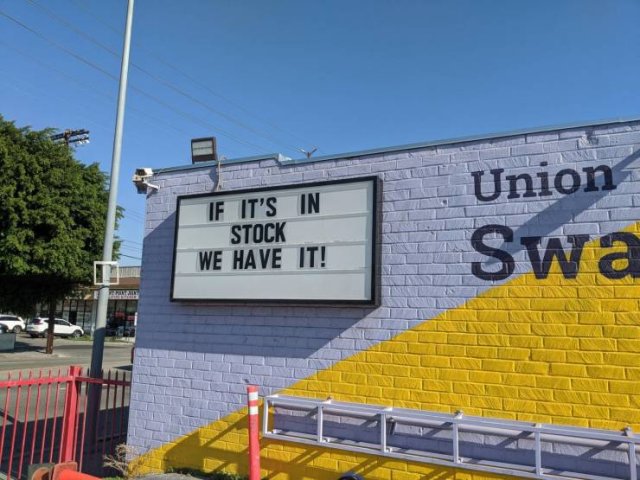 IF IT'S IN
STOCK
WE HAVE IT!
Union
Swa